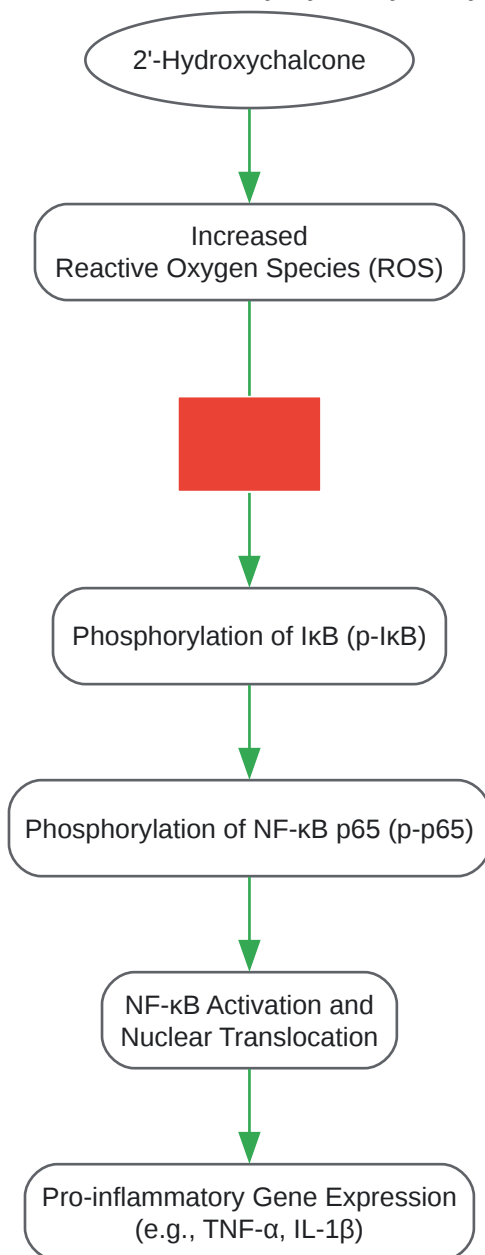 2'-Hydroxychalcone
Increased
Reactive Oxygen Species (ROS)
Phosphorylation of IκB (p-IκB)
Phosphorylation of NF-κB p65 (p-p65)
NF-κB Activation and
Nuclear Translocation
Pro-inflammatory Gene Expression
(e.g., TNF-α, IL-1β)